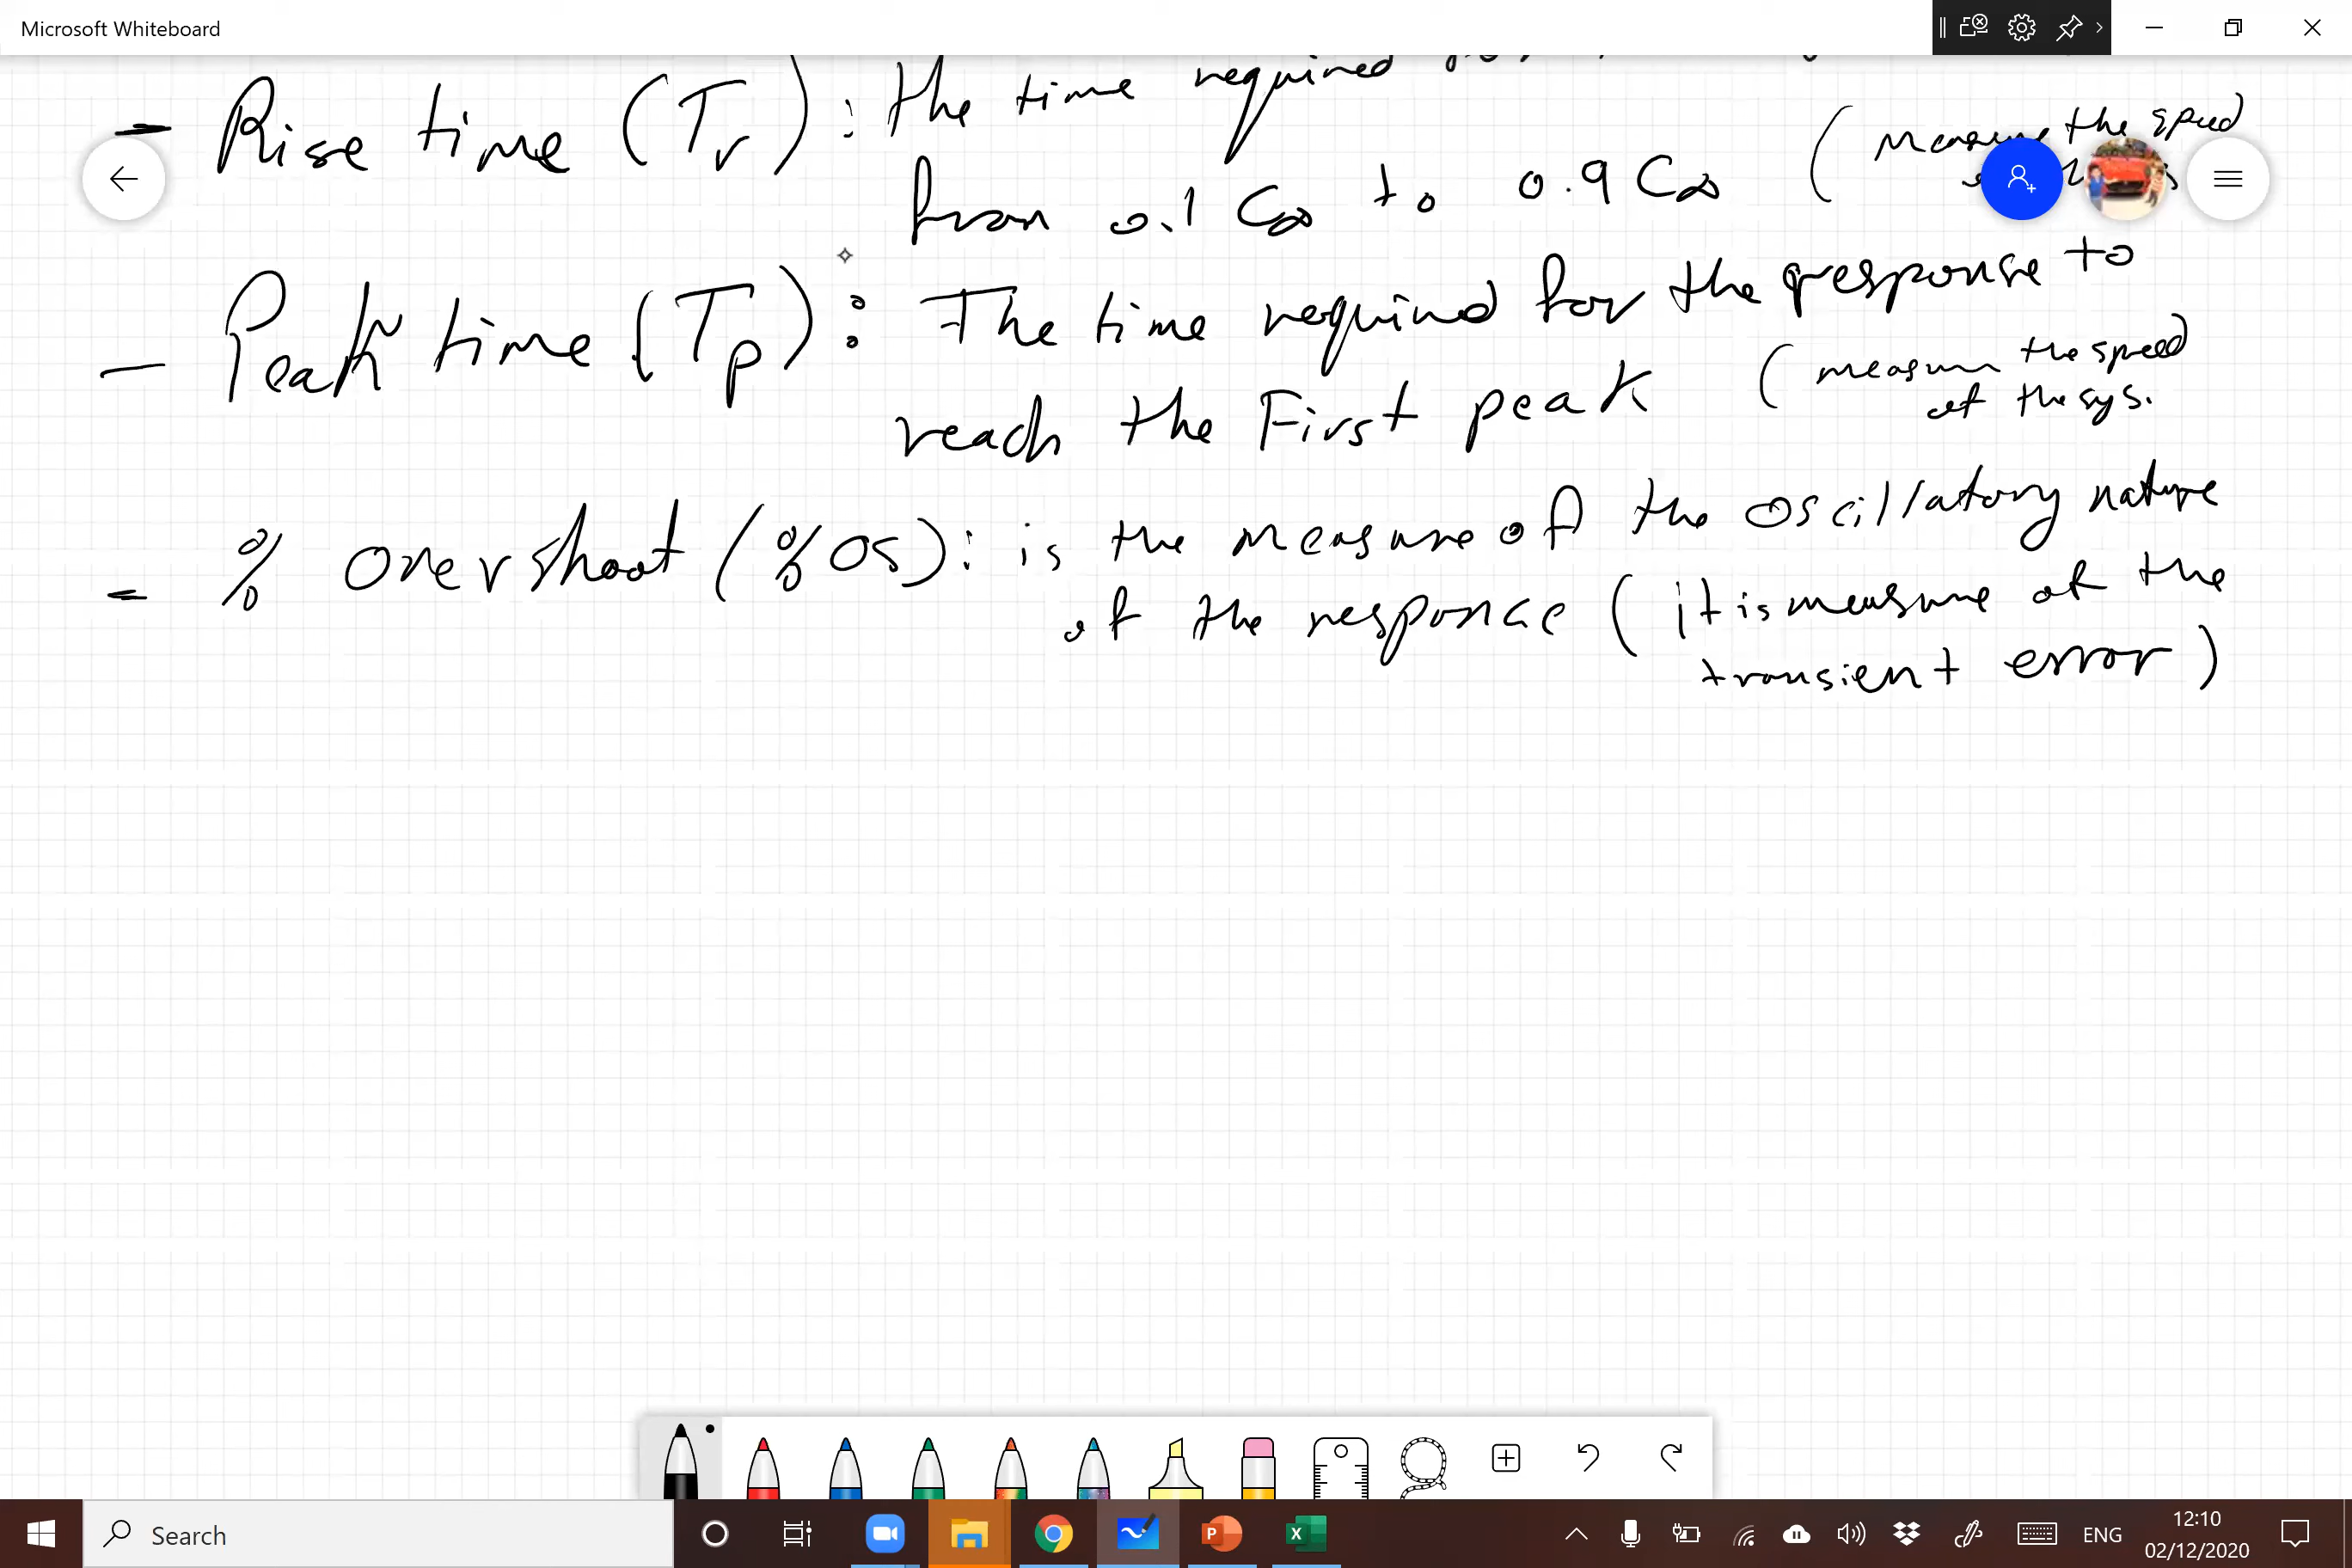 Microsoft Whiteboard
- Rise time (Tr) : the time required
from 0.1 C∞ to 0.9 C∞ (measure the speed
- Peak time (Tp) : The time required for the response to
reach the First peak (measure the speed
of the sys.
- % overshoot (%OS) : is the measure of the oscillatory nature
of the responce (it is measure of the
transient error)
Search
ENG
12:10
02/12/2020